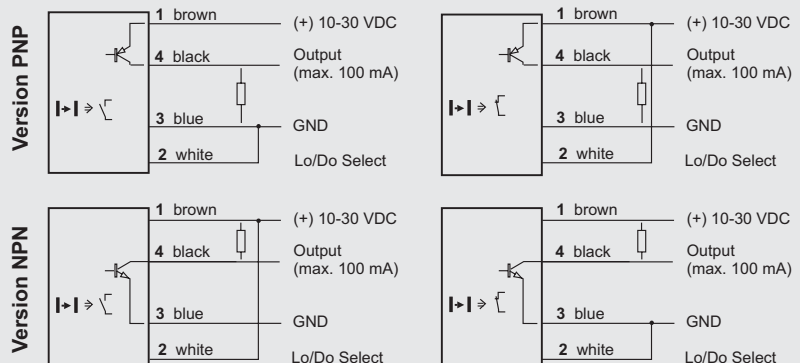 Version PNP
1 brown (+) 10-30 VDC
4 black Output
(max. 100 mA)
3 blue GND
2 white Lo/Do Select
1 brown (+) 10-30 VDC
4 black Output
(max. 100 mA)
3 blue GND
2 white Lo/Do Select
Version NPN
1 brown (+) 10-30 VDC
4 black Output
(max. 100 mA)
3 blue GND
2 white Lo/Do Select
1 brown (+) 10-30 VDC
4 black Output
(max. 100 mA)
3 blue GND
2 white Lo/Do Select